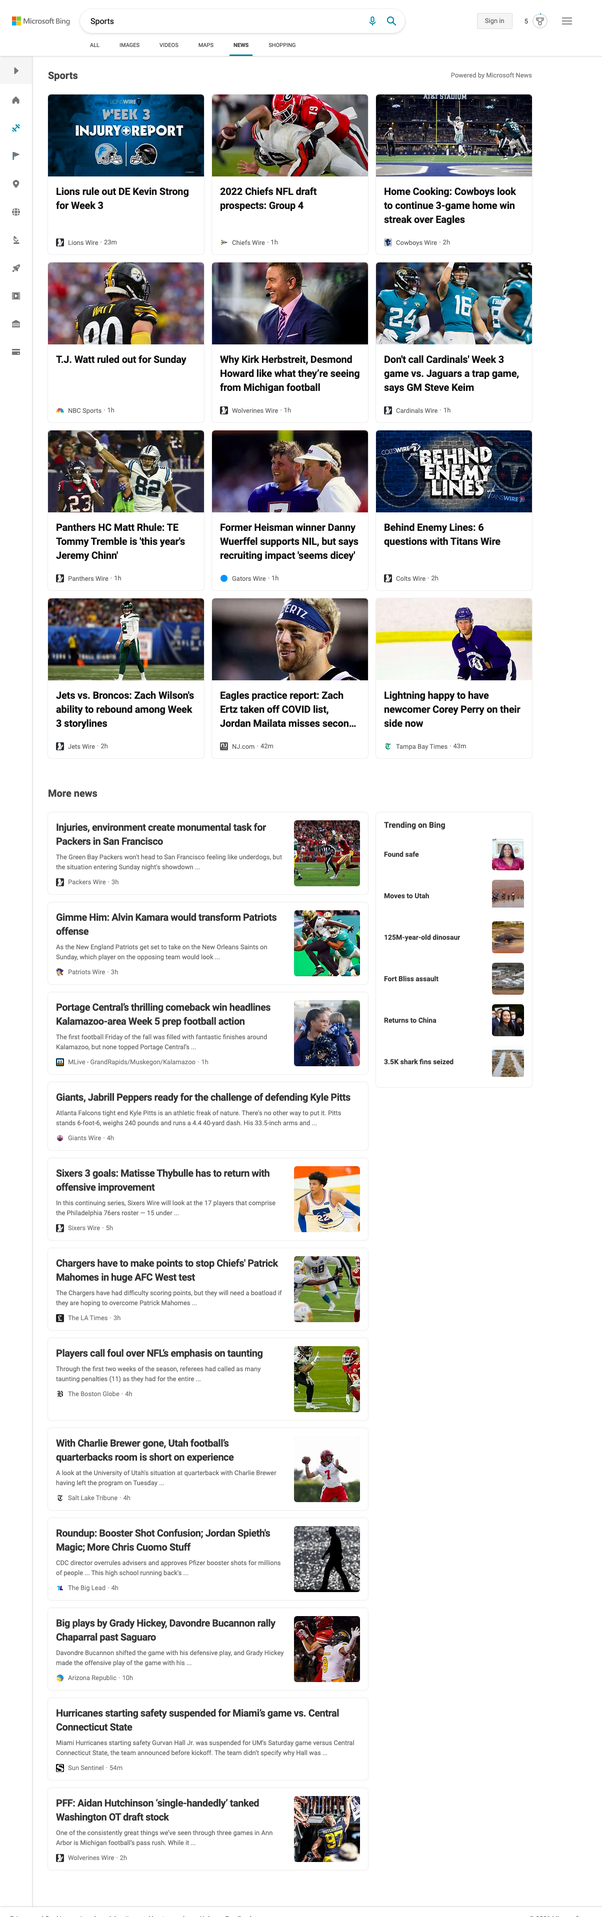 Microsoft Bing
Sports
Sign in
5
ALL
IMAGES
VIDEOS
MAPS
NEWS
SHOPPING
Sports
Powered by Microsoft News
WEEK 3
INJURY+REPORT
Lions rule out DE Kevin Strong
for Week 3
Lions Wire · 23m
19
2022 Chiefs NFL draft
prospects: Group 4
Chiefs Wire · 1h
AT&T STADIUM
Home Cooking: Cowboys look
to continue 3-game home win
streak over Eagles
Cowboys Wire · 2h
WATT
90
T.J. Watt ruled out for Sunday
NBC Sports · 1h
Why Kirk Herbstreit, Desmond
Howard like what they're seeing
from Michigan football
Wolverines Wire · 1h
24
16
Don't call Cardinals' Week 3
game vs. Jaguars a trap game,
says GM Steve Keim
Cardinals Wire · 1h
23
82
Panthers HC Matt Rhule: TE
Tommy Tremble is 'this year's
Jeremy Chinn'
Panthers Wire · 1h
Former Heisman winner Danny
Wuerffel supports NIL, but says
recruiting impact 'seems dicey'
Gators Wire · 1h
COLTSWIRE
BEHIND
ENEMY
LINES
Behind Enemy Lines: 6
questions with Titans Wire
Colts Wire · 2h
2
Jets vs. Broncos: Zach Wilson's
ability to rebound among Week
3 storylines
Jets Wire · 2h
ERTZ
Eagles practice report: Zach
Ertz taken off COVID list,
Jordan Mailata misses secon...
NJ.com · 42m
Lightning happy to have
newcomer Corey Perry on their
side now
Tampa Bay Times · 43m
More news
Injuries, environment create monumental task for
Packers in San Francisco
The Green Bay Packers won't head to San Francisco feeling like underdogs, but
the situation entering Sunday night's showdown ...
Packers Wire · 3h
Gimme Him: Alvin Kamara would transform Patriots
offense
As the New England Patriots get set to take on the New Orleans Saints on
Sunday, which player on the opposing team would look ...
Patriots Wire · 3h
Portage Central's thrilling comeback win headlines
Kalamazoo-area Week 5 prep football action
The first football Friday of the fall was filled with fantastic finishes around
Kalamazoo, but none topped Portage Central's ...
MLive - GrandRapids/Muskegon/Kalamazoo · 1h
Giants, Jabrill Peppers ready for the challenge of defending Kyle Pitts
Atlanta Falcons tight end Kyle Pitts is an athletic freak of nature. There's no other way to put it. Pitts
stands 6-foot-6, weighs 240 pounds and runs a 4.4 40-yard dash. His 33.5-inch arms and ...
Giants Wire · 4h
Sixers 3 goals: Matisse Thybulle has to return with
offensive improvement
In this continuing series, Sixers Wire will look at the 17 players that comprise
the Philadelphia 76ers roster — 15 under ...
Sixers Wire · 5h
Chargers have to make points to stop Chiefs' Patrick
Mahomes in huge AFC West test
The Chargers have had difficulty scoring points, but they will need a boatload if
they are hoping to overcome Patrick Mahomes ...
The LA Times · 3h
Players call foul over NFL's emphasis on taunting
Through the first two weeks of the season, referees had called as many
taunting penalties (11) as they had for the entire ...
The Boston Globe · 4h
With Charlie Brewer gone, Utah football's
quarterbacks room is short on experience
A look at the University of Utah's situation at quarterback with Charlie Brewer
having left the program on Tuesday ...
Salt Lake Tribune · 4h
Roundup: Booster Shot Confusion; Jordan Spieth's
Magic; More Chris Cuomo Stuff
CDC director overrules advisers and approves Pfizer booster shots for millions
of people ... This high school running back's ...
The Big Lead · 4h
Big plays by Grady Hickey, Davondre Bucannon rally
Chaparral past Saguaro
Davondre Bucannon shifted the game with his defensive play, and Grady Hickey
made the offensive play of the game with his ...
Arizona Republic · 10h
Hurricanes starting safety suspended for Miami's game vs. Central
Connecticut State
Miami Hurricanes starting safety Gurvan Hall Jr. was suspended for UM's Saturday game versus Central
Connecticut State, the team announced before kickoff. The team didn't specify why Hall was ...
Sun Sentinel · 54m
PFF: Aidan Hutchinson 'single-handedly' tanked
Washington OT draft stock
One of the consistently great things we've seen through three games in Ann
Arbor is Michigan football's pass rush. While it ...
Wolverines Wire · 2h
97
Trending on Bing
Found safe
Moves to Utah
125M-year-old dinosaur
Fort Bliss assault
Returns to China
3.5K shark fins seized